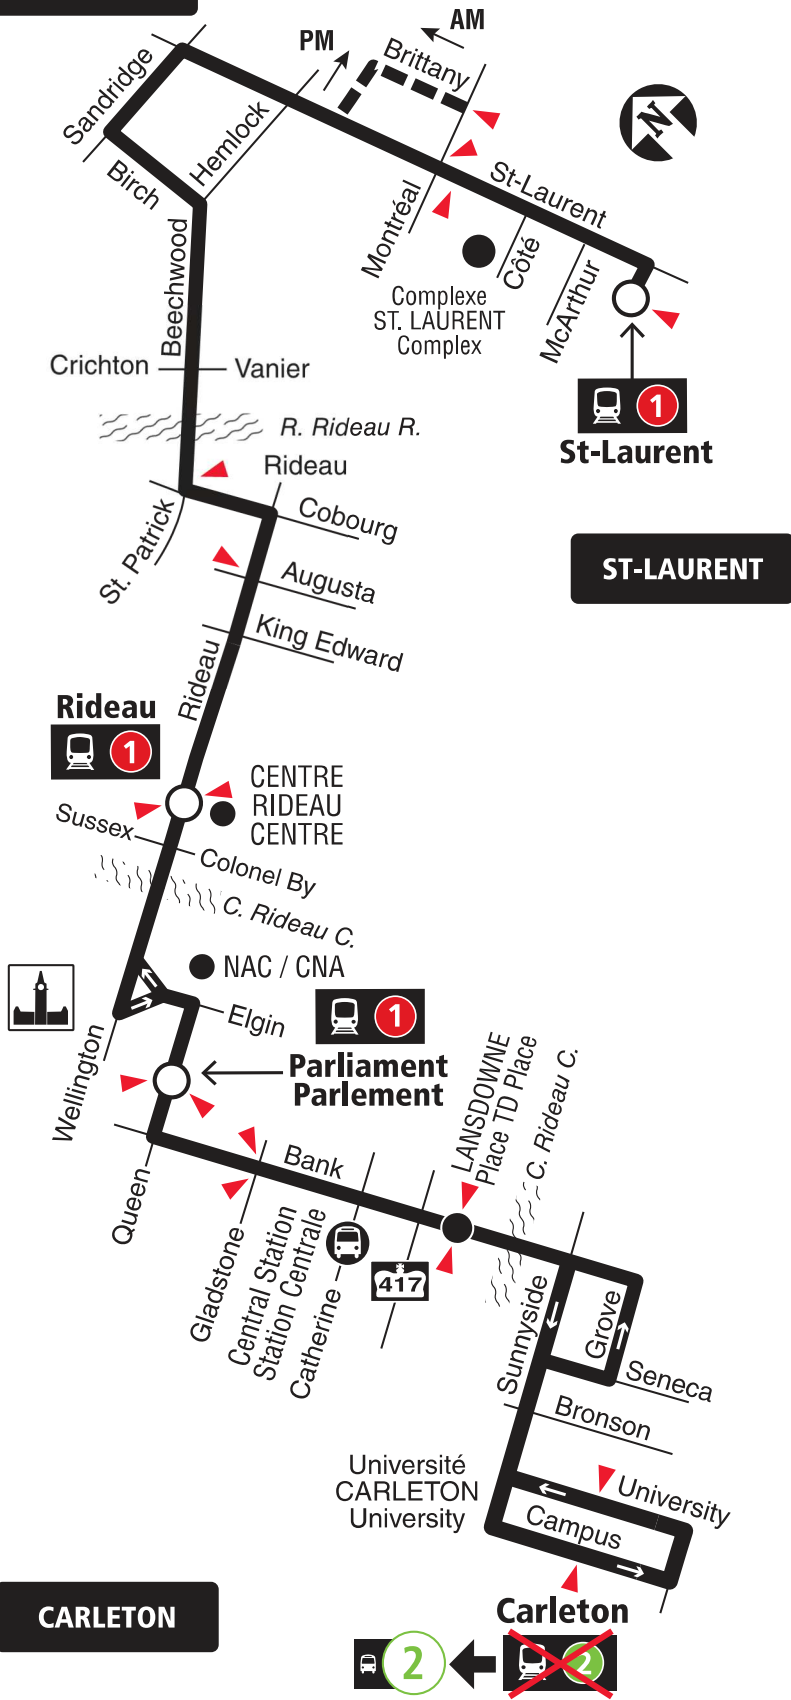 AM
PM
Brittany
Sandridge
Hemlock
N
Birch
St-Laurent
Montréal
Côté
McArthur
Beechwood
Complexe
ST. LAURENT
Complex
Crichton
Vanier
1
St-Laurent
R. Rideau R.
Rideau
Cobourg
St. Patrick
ST-LAURENT
Augusta
King Edward
Rideau
Rideau
1
CENTRE
RIDEAU
CENTRE
Sussex
Colonel By
C. Rideau C.
NAC / CNA
Elgin
1
Parliament
Parlement
Wellington
LANSDOWNE
Place TD Place
C. Rideau C.
Queen
Bank
Gladstone
Central Station
Station Centrale
Catherine
417
Sunnyside
Grove
Seneca
Bronson
Université
CARLETON
University
University
Campus
CARLETON
Carleton
2
2